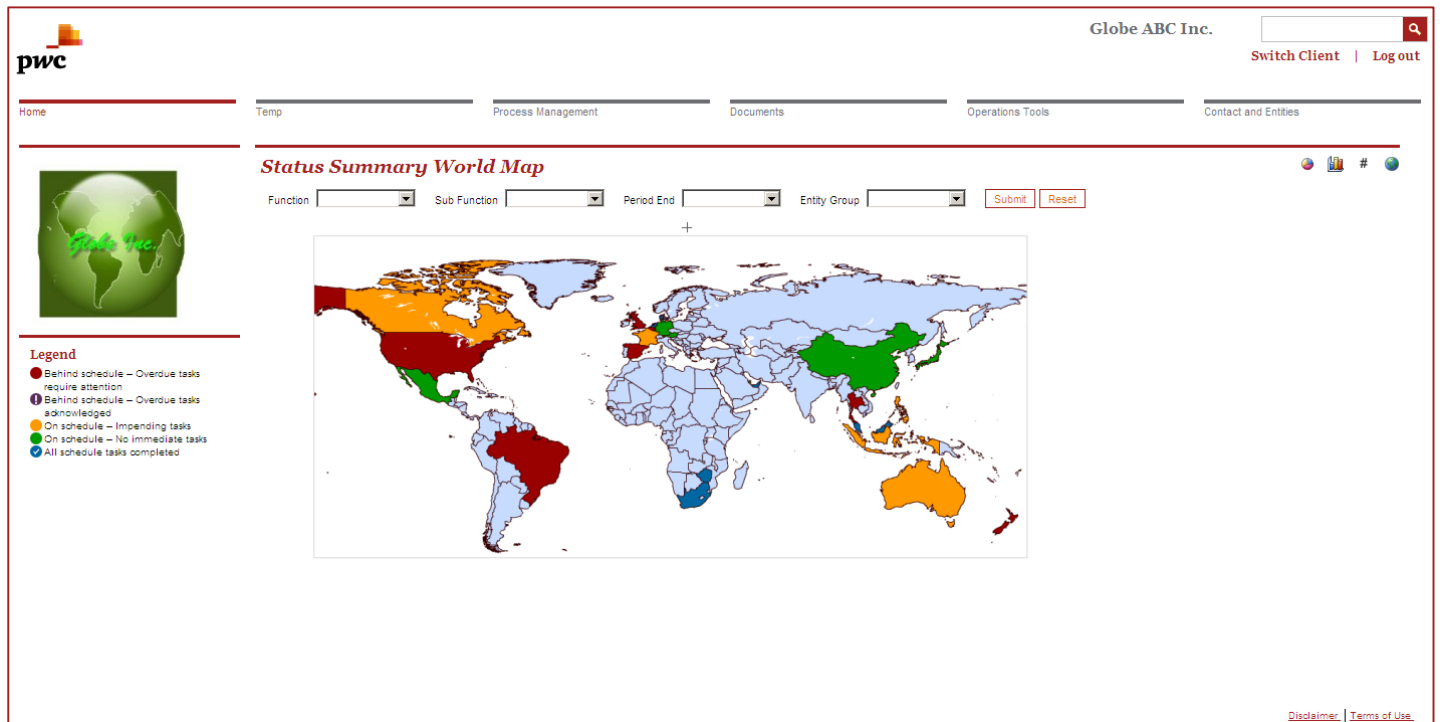 pwc
Globe ABC Inc.
Switch Client | Log out
Home
Temp
Process Management
Documents
Operations Tools
Contact and Entities
Globe Inc.
Status Summary World Map
#
Function
Sub Function
Period End
Entity Group
Submit
Reset
Legend
Behind schedule – Overdue tasks
require attention
Behind schedule – Overdue tasks
acknowledged
On schedule – Impending tasks
On schedule – No immediate tasks
All schedule tasks completed
Disclaimer | Terms of Use